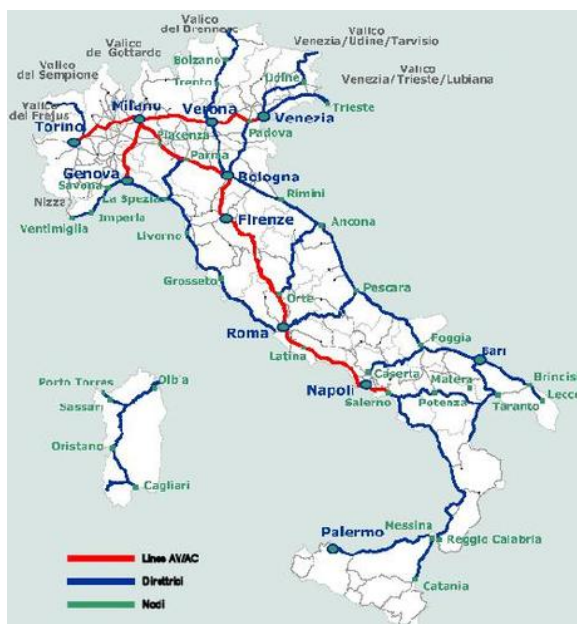 Valico
del Brennero
Valico
de Gottardo
Valico
del Sempione
Valico
Venezia/Udine/Tarvisio
Valico
Venezia/Trieste/Lubiana
Valico
del Frejus
Bolzano
Trento
Udine
Trieste
Milano
Verona
Venezia
Padova
Torino
Piacenza
Parma
Genova
Bologna
Savona
La Spezia
Rimini
Nizza
Imperia
Ventimiglia
Firenze
Ancona
Livorno
Grosseto
Orte
Pescara
Roma
Latina
Foggia
Bari
Caserta
Napoli
Matera
Brincisi
Salerno
Potenza
Taranto
Lecce
Porto Torres
Olbia
Sassari
Oristano
Cagliari
Palermo
Nessina
Reggio Calabria
Catania
Linee AV/AC
Direttrici
Nodi